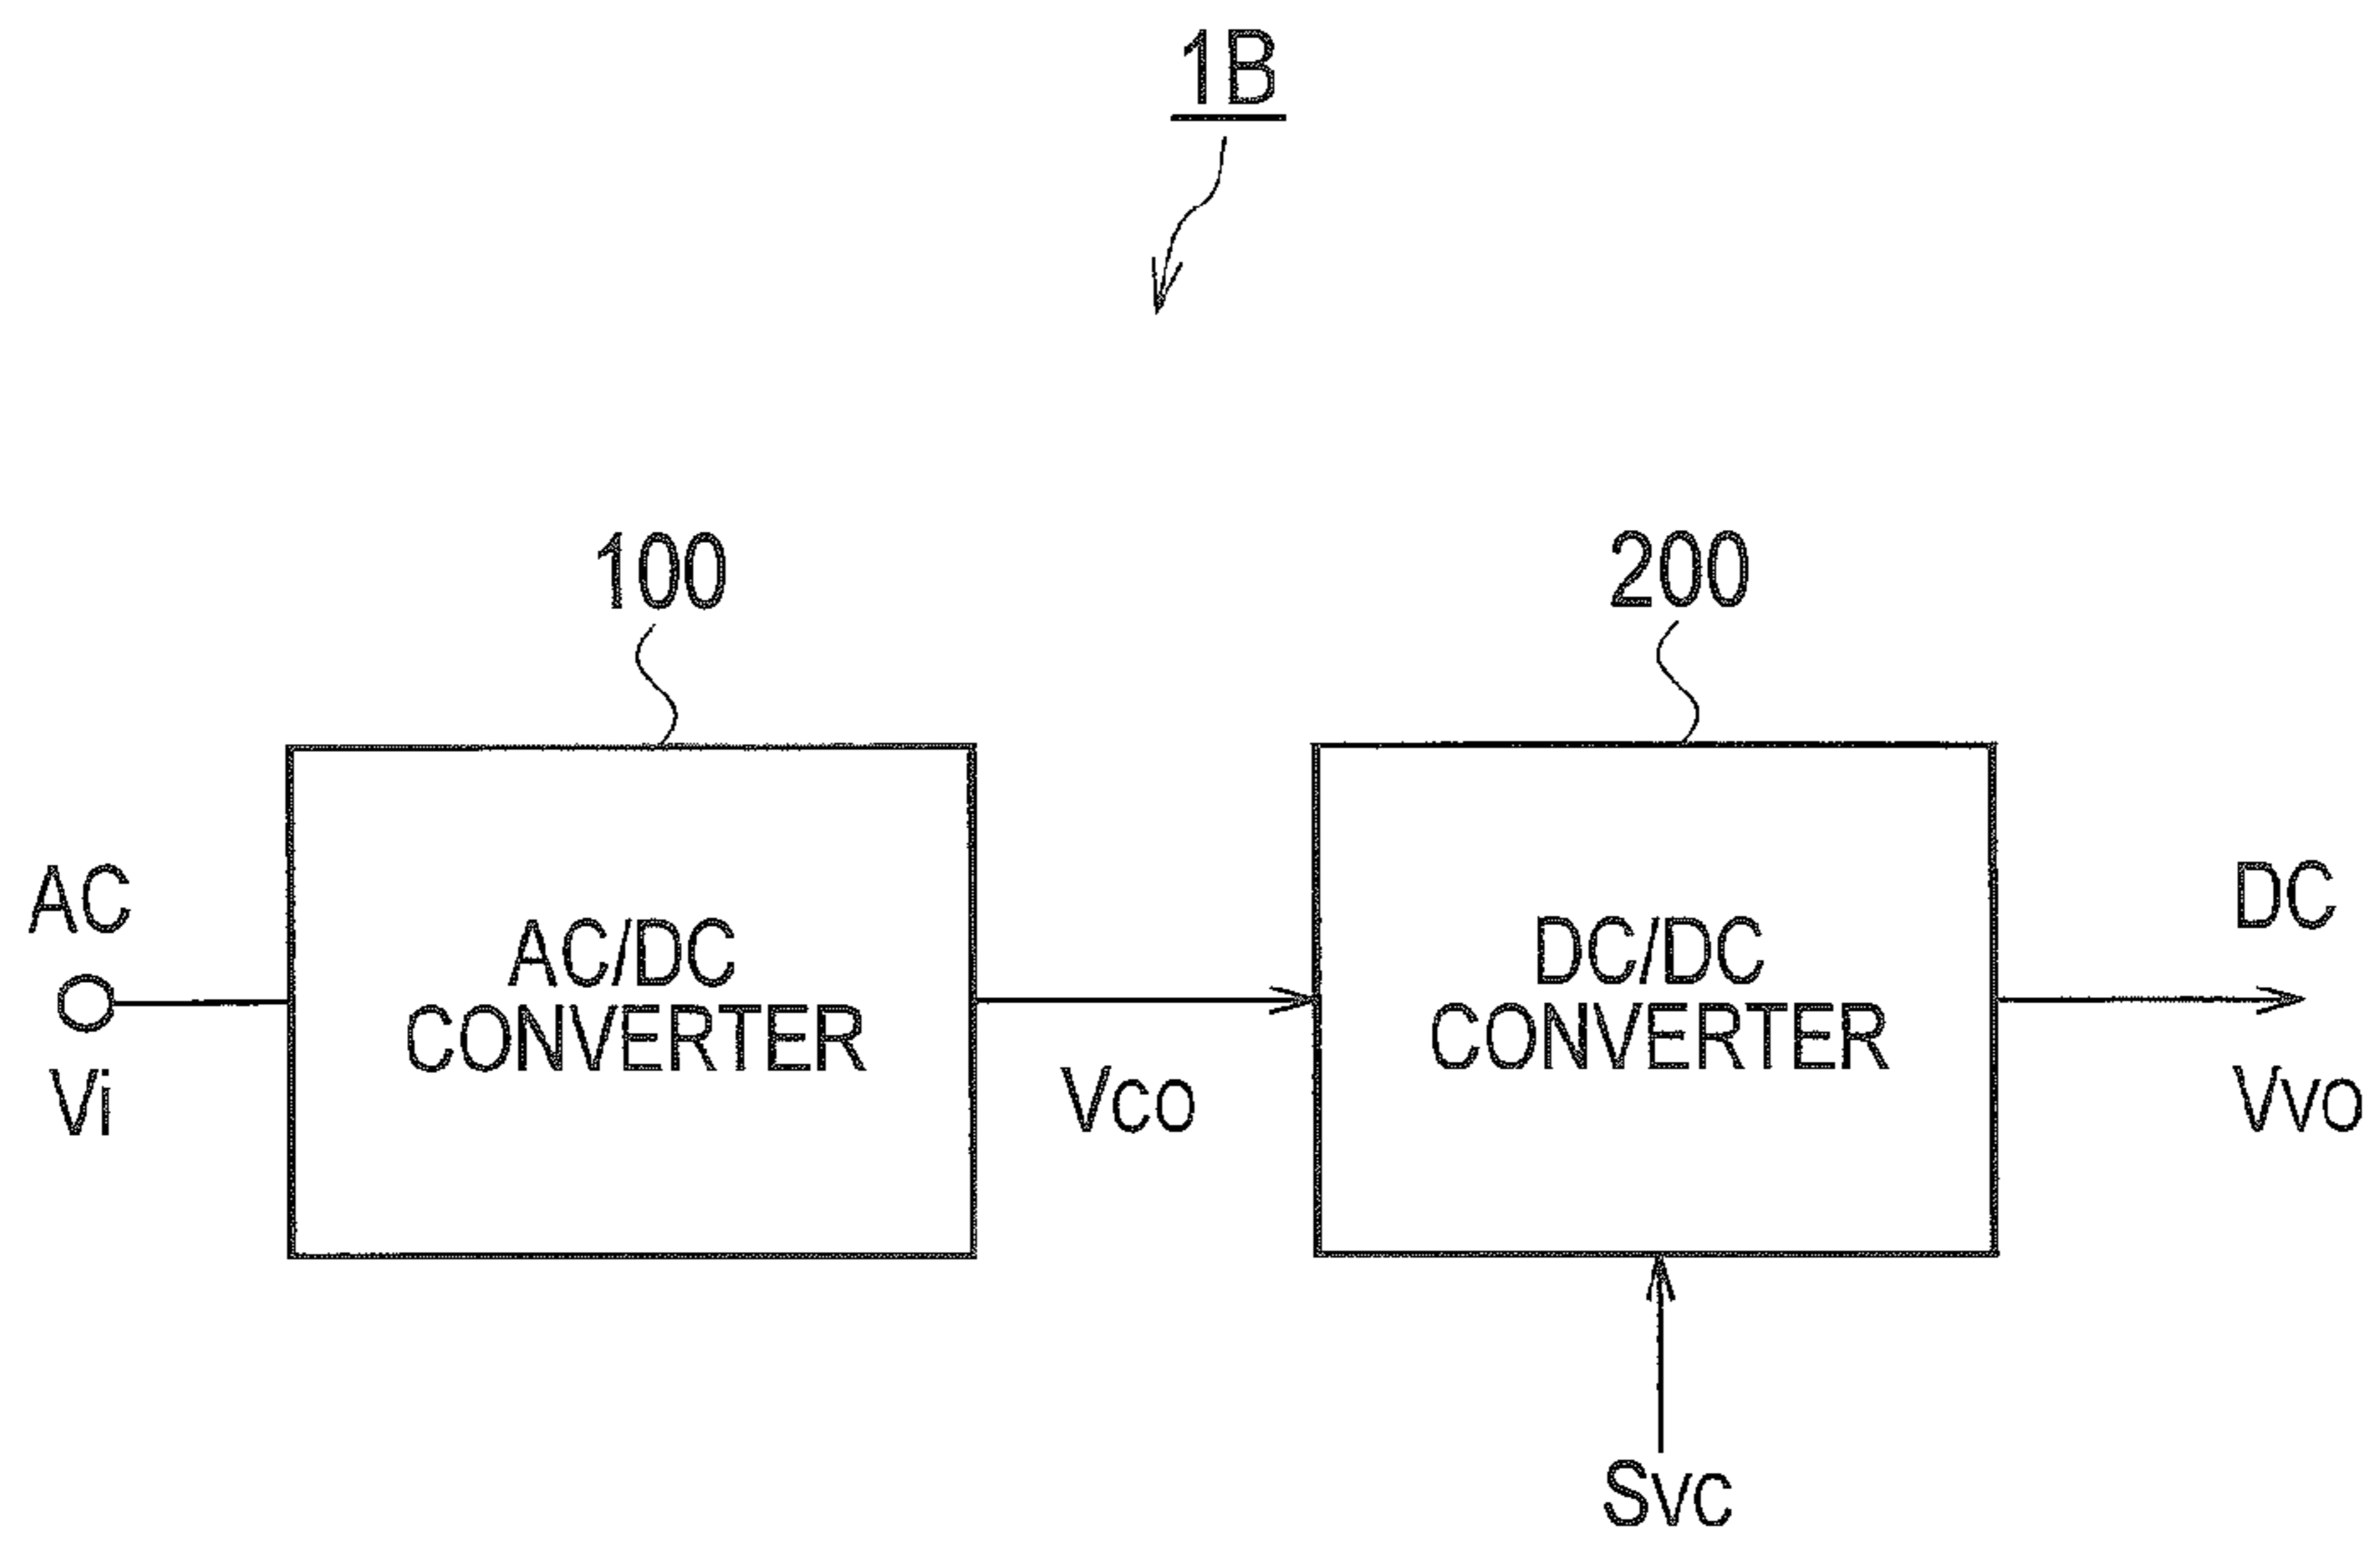 1B
100
200
AC
AC/DC
CONVERTER
Vi
Vco
DC/DC
CONVERTER
DC
Vvo
Svc